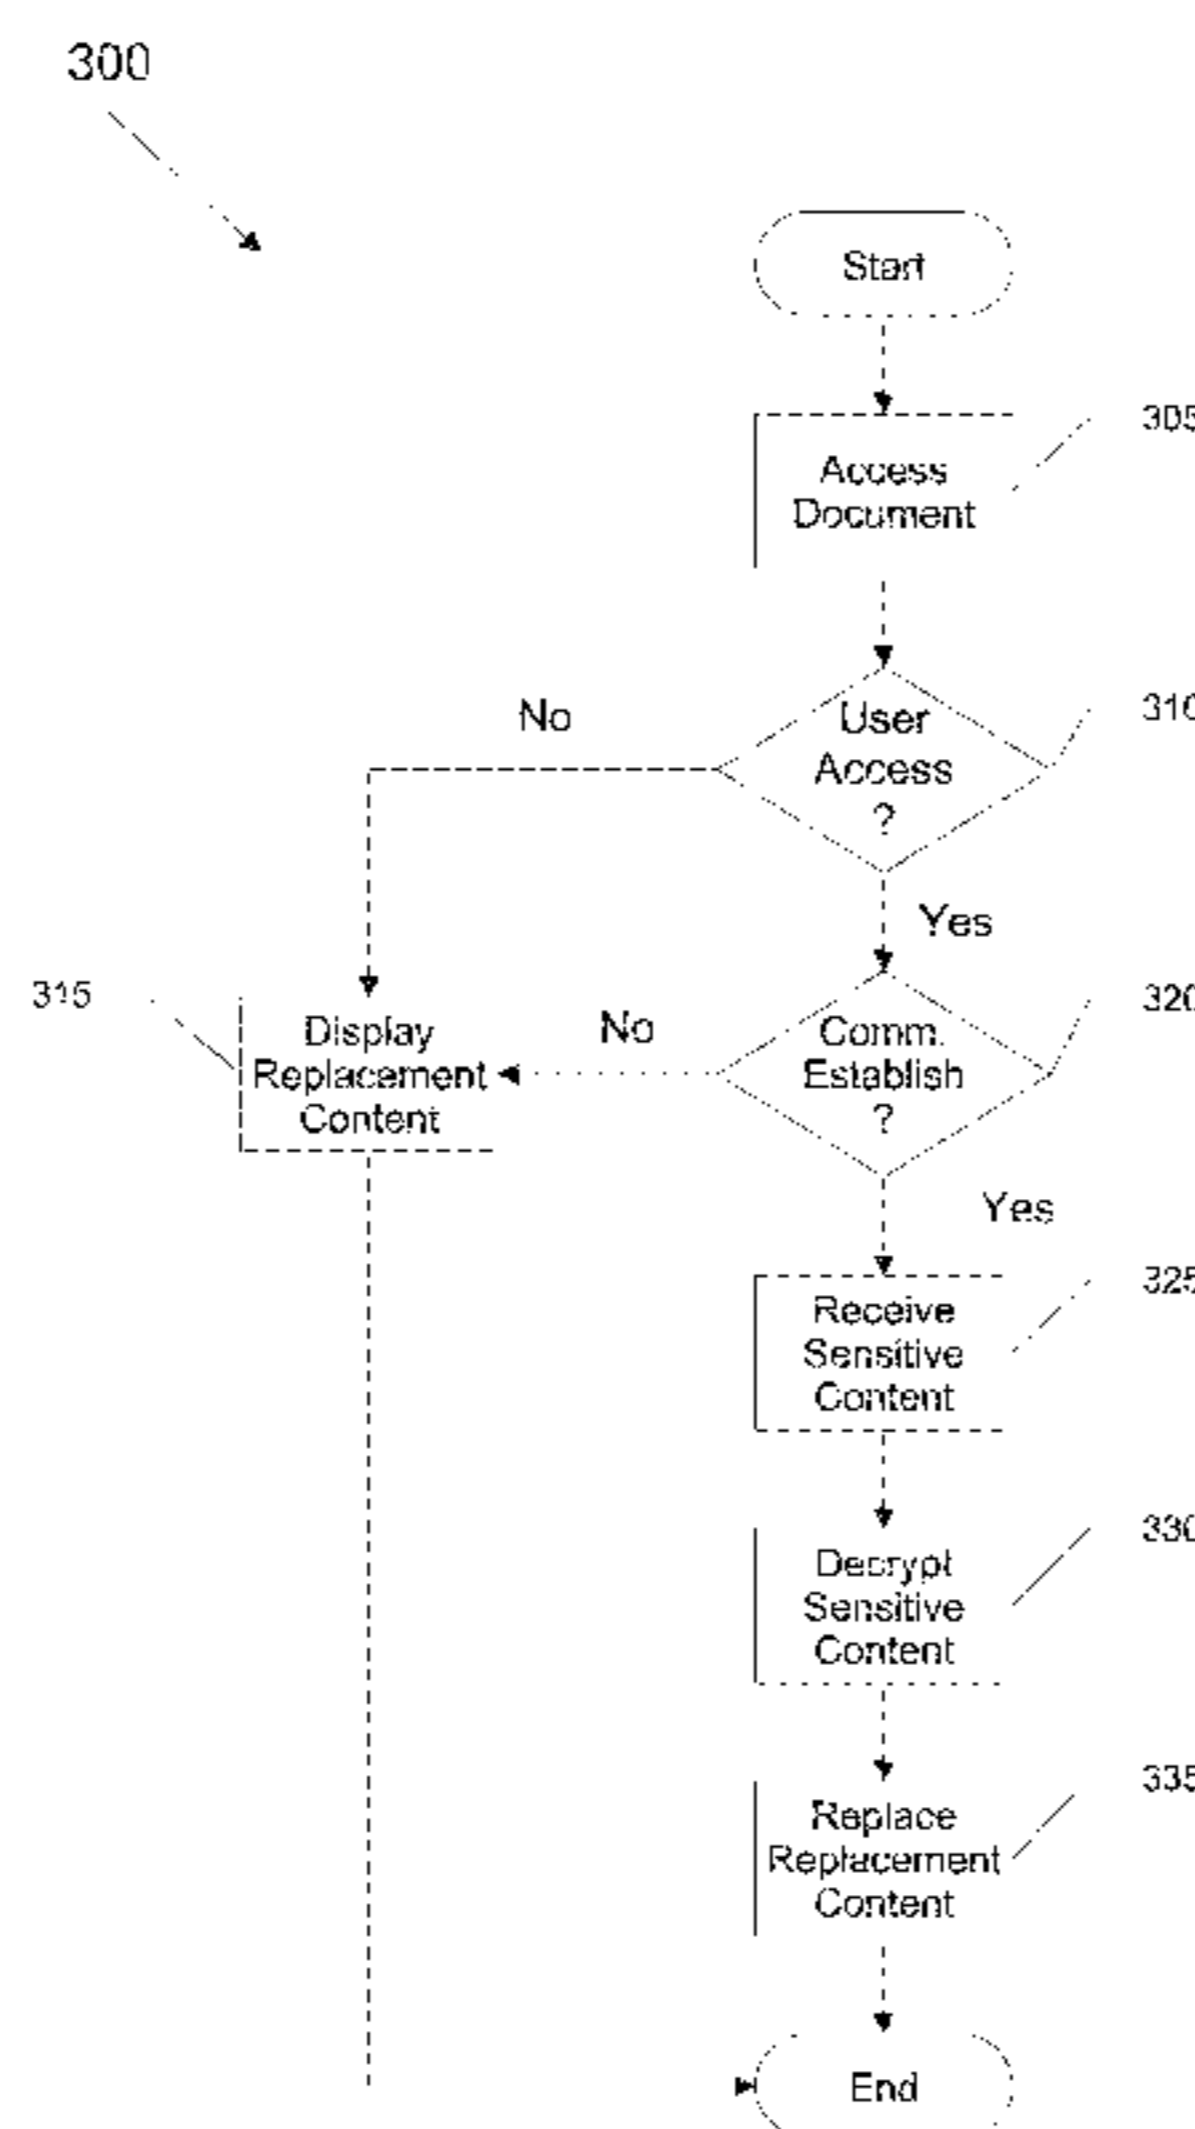 300
Start
305
Access
Document
No
User
Access
?
310
Yes
315
Display
Replacement
Content
No
Comm.
Establish
?
320
Yes
Receive
Sensitive
Content
325
Decrypt
Sensitive
Content
330
Replace
Replacement
Content
335
End